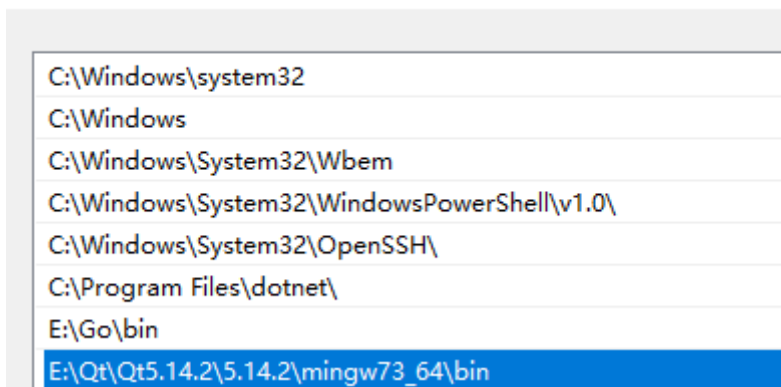 C:\Windows\system32
C:\Windows
C:\Windows\System32\Wbem
C:\Windows\System32\WindowsPowerShell\v1.0\
C:\Windows\System32\OpenSSH\
C:\Program Files\dotnet\
E:\Go\bin
E:\Qt\Qt5.14.2\5.14.2\mingw73_64\bin